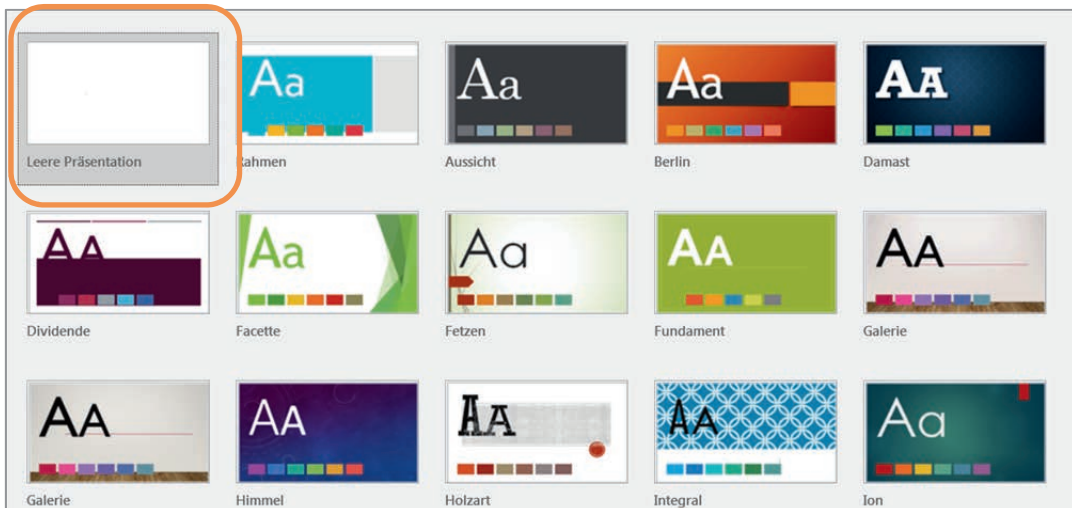 Aa Aa Aa AA
Leere Präsentation Rahmen Aussicht Berlin Damast
AA Aa Aa AA AA
Dividende Facette Fetzen Fundament Galerie
AA AA AA AA Aa
Galerie Himmel Holzart Integral Ion